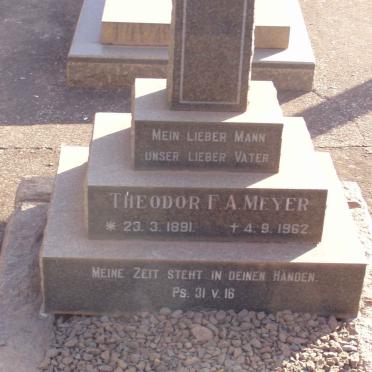 MEIN LIEBER MANN
UNSER LIEBER VATER
THEODOR F. A. MEYER
* 23. 3. 1891. † 4. 9. 1962.
MEINE ZEIT STEHT IN DEINEN HÄNDEN.
PS. 31 V. 16